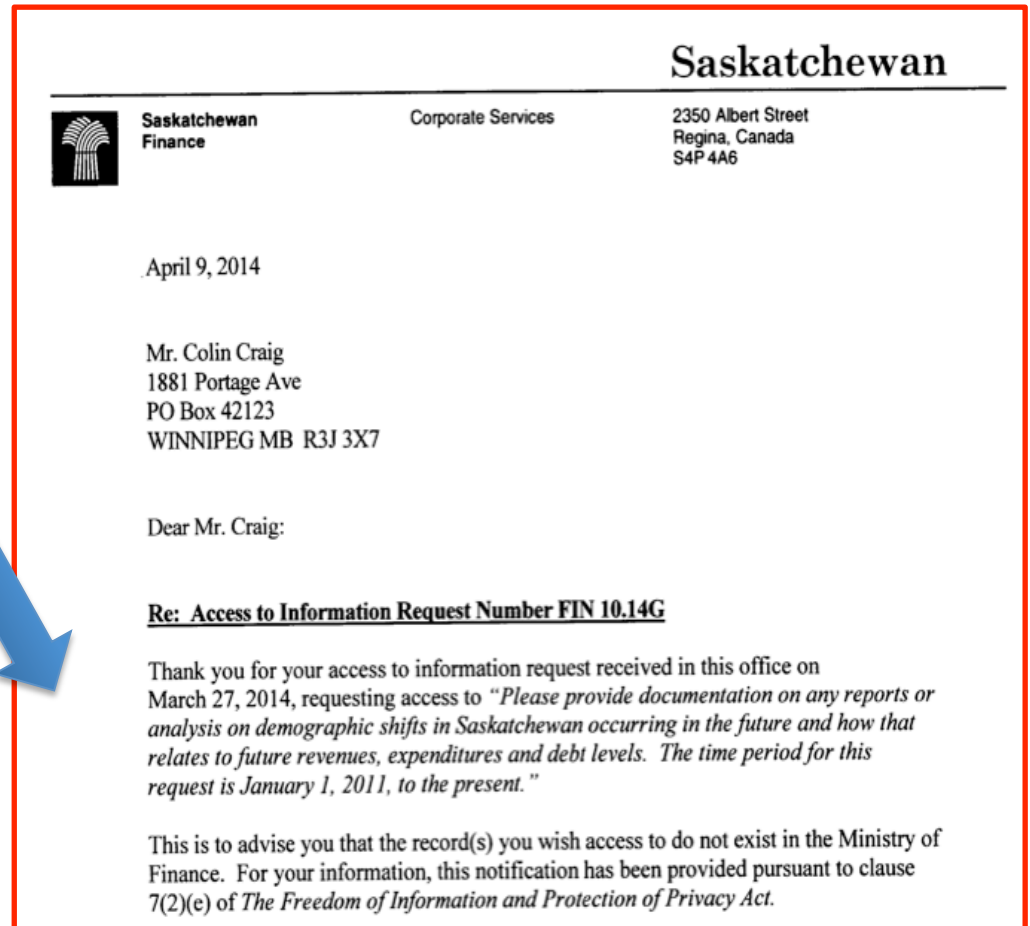 Saskatchewan
Saskatchewan
Finance
Corporate Services
2350 Albert Street
Regina, Canada
S4P 4A6
April 9, 2014
Mr. Colin Craig
1881 Portage Ave
PO Box 42123
WINNIPEG MB R3J 3X7
Dear Mr. Craig:
Re: Access to Information Request Number FIN 10.14G
Thank you for your access to information request received in this office on
March 27, 2014, requesting access to "Please provide documentation on any reports or
analysis on demographic shifts in Saskatchewan occurring in the future and how that
relates to future revenues, expenditures and debt levels. The time period for this
request is January 1, 2011, to the present."
This is to advise you that the record(s) you wish access to do not exist in the Ministry of
Finance. For your information, this notification has been provided pursuant to clause
7(2)(e) of The Freedom of Information and Protection of Privacy Act.